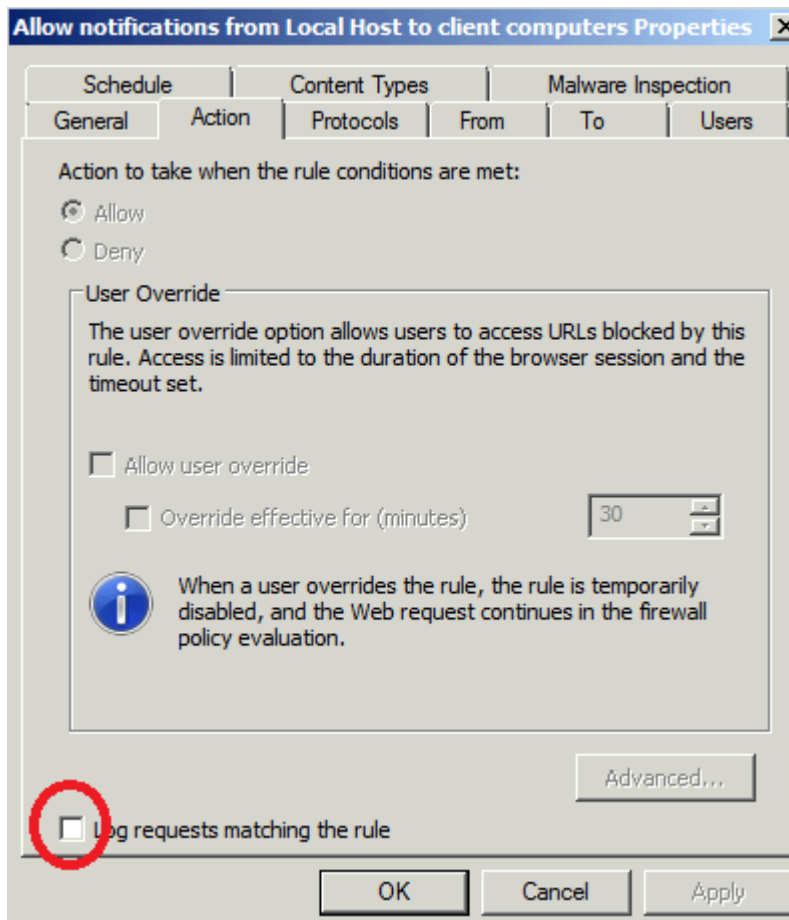 Allow notifications from Local Host to client computers Properties
Schedule Content Types Malware Inspection
General Action Protocols From To Users
Action to take when the rule conditions are met:
Allow
Deny
User Override
The user override option allows users to access URLs blocked by this
rule. Access is limited to the duration of the browser session and the
timeout set.
Allow user override
Override effective for (minutes) 30
When a user overrides the rule, the rule is temporarily
disabled, and the Web request continues in the firewall
policy evaluation.
Advanced...
Log requests matching the rule
OK Cancel Apply